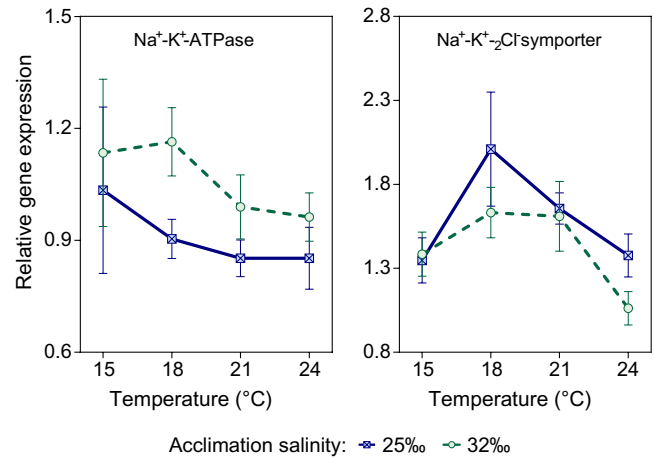 Na⁺-K⁺-ATPase
Na⁺-K⁺-₂Cl⁻symporter
Relative gene expression
1.5
1.2
0.9
0.6
2.8
2.3
1.8
1.3
0.8
15 18 21 24
15 18 21 24
Temperature (°C)
Temperature (°C)
Acclimation salinity: 25‰ 32‰